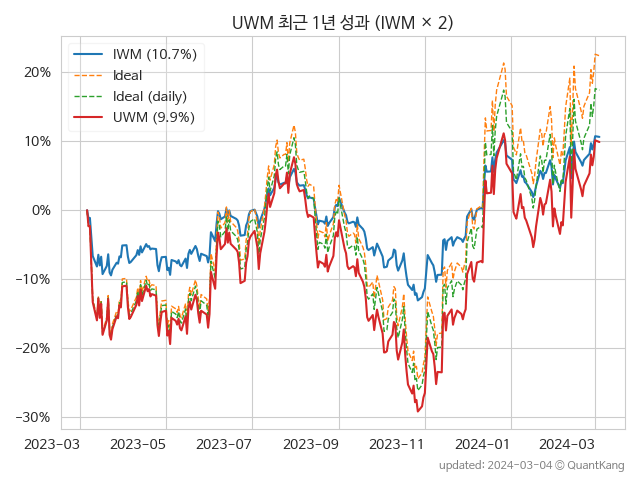 UWM 최근 1년 성과 (IWM × 2)
IWM (10.7%)
Ideal
Ideal (daily)
UWM (9.9%)
20%
10%
0%
−10%
−20%
−30%
2023-03 2023-05 2023-07 2023-09 2023-11 2024-01 2024-03
updated: 2024-03-04 © QuantKang